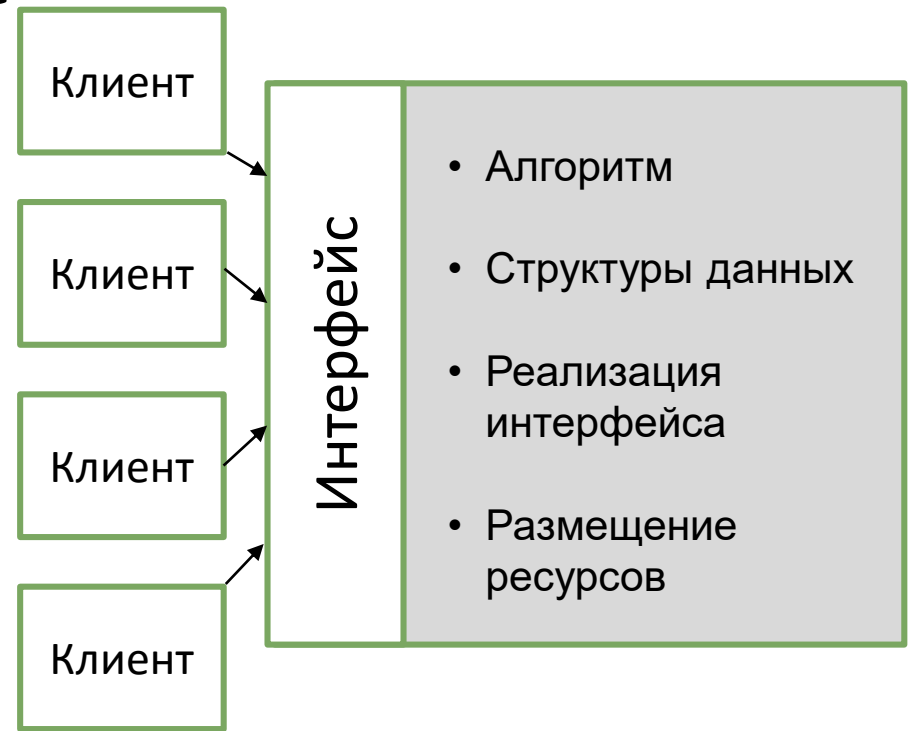 Клиент
Клиент
Клиент
Клиент
Интерфейс
• Алгоритм
• Структуры данных
• Реализация
интерфейса
• Размещение
ресурсов